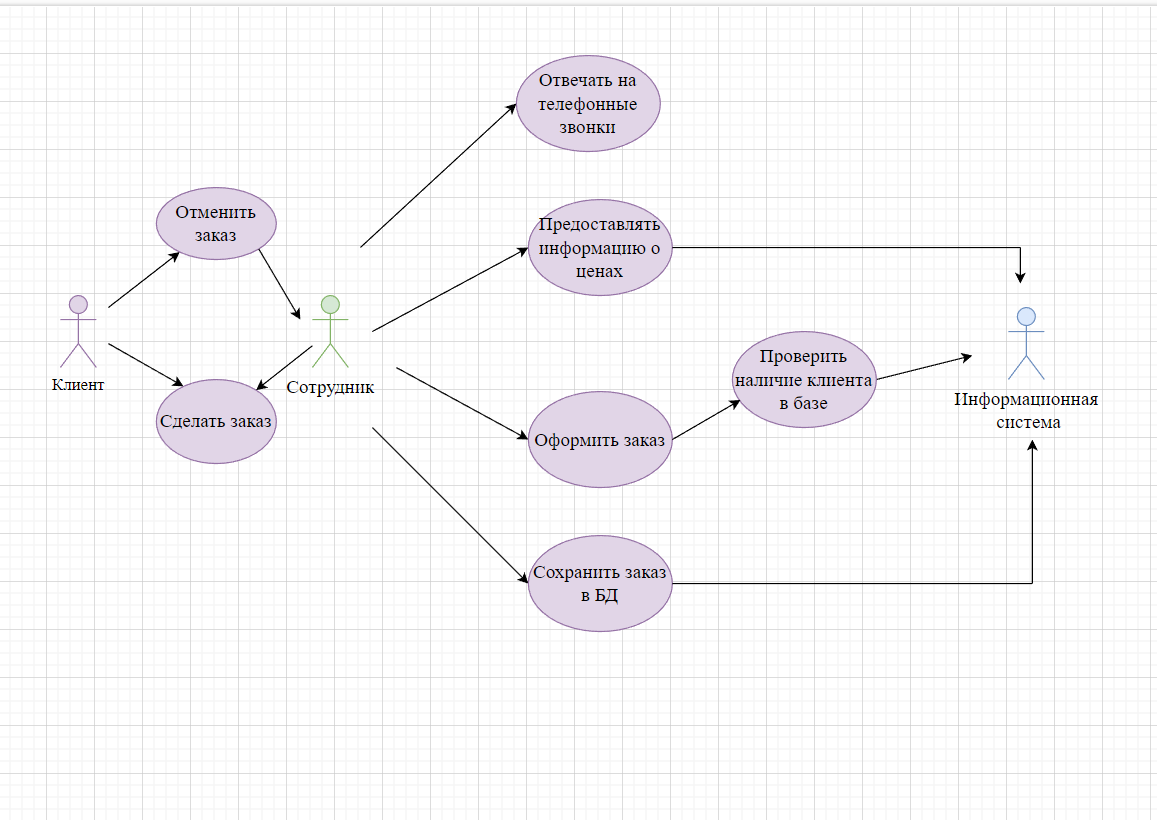 Отвечать на
телефонные
звонки
Отменить
заказ
Предоставлять
информацию о
ценах
Клиент
Сотрудник
Проверить
наличие клиента
в базе
Информационная
система
Сделать заказ
Оформить заказ
Сохранить заказ
в БД